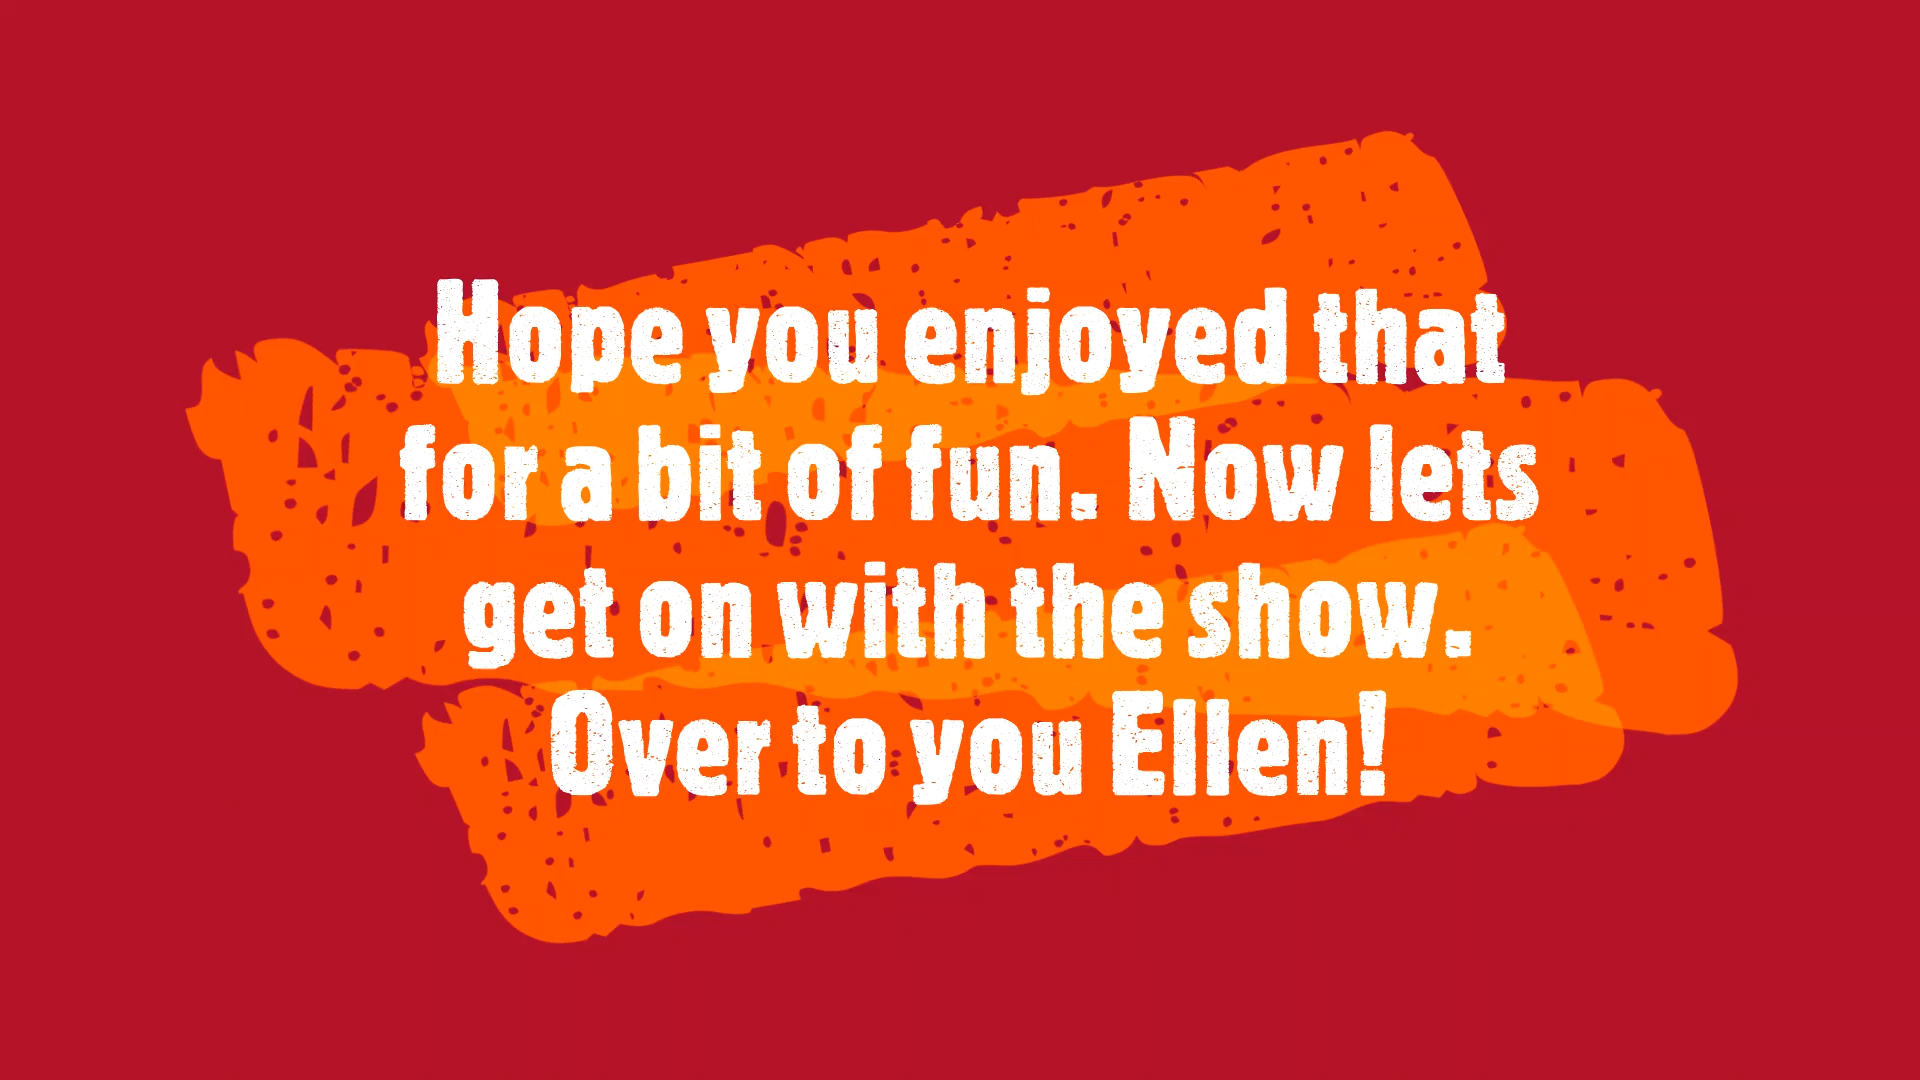 Hope you enjoyed that
for a bit of fun. Now lets
get on with the show.
Over to you Ellen!